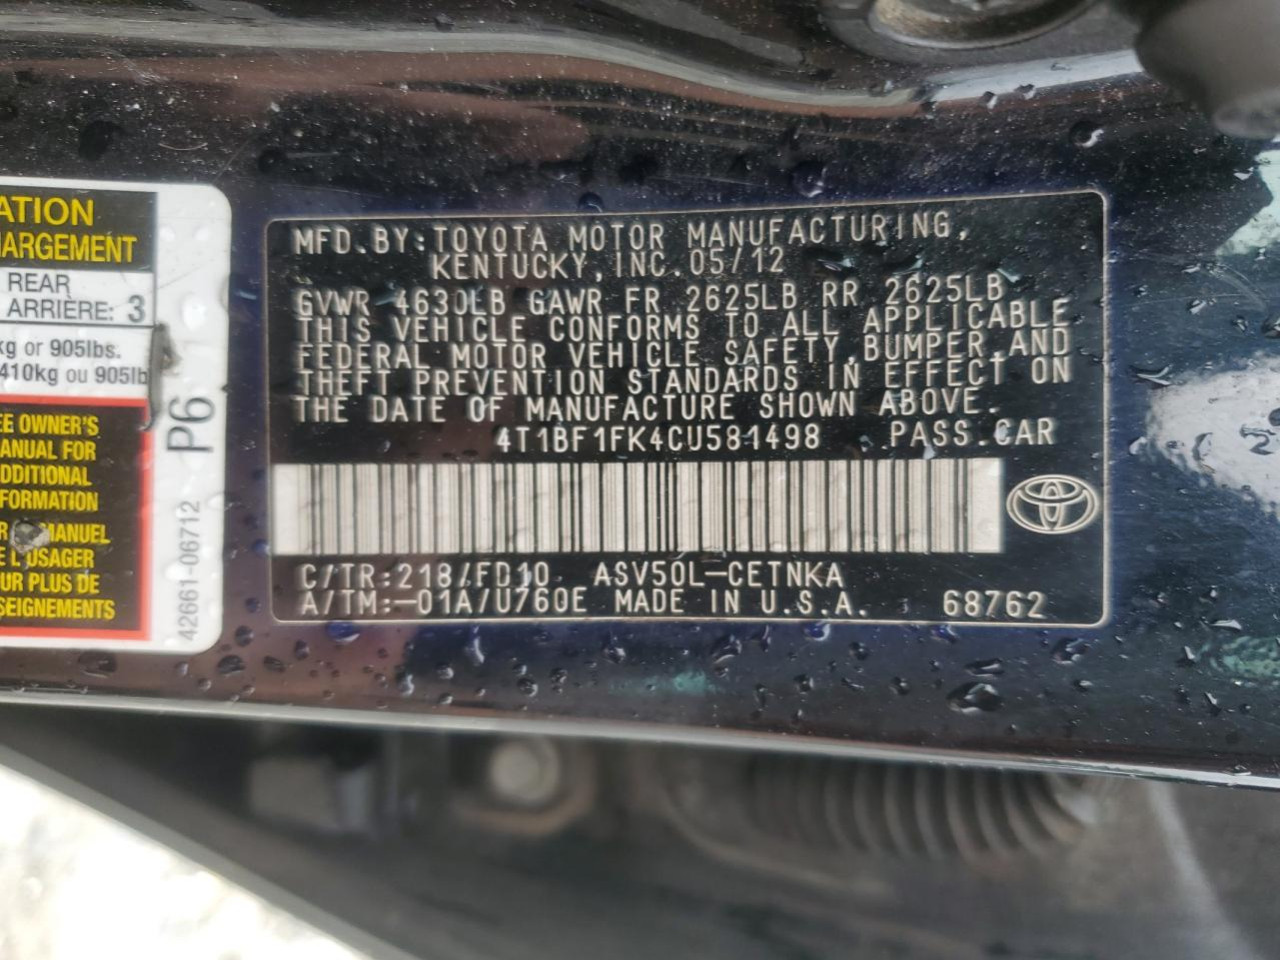 ATION
HARGEMENT
REAR
ARRIÈRE: 3
kg or 905lbs.
410kg ou 905lb
EE OWNER'S
ANUAL FOR
DDITIONAL
FORMATION
MANUEL
USAGER
UR PLUS DE
SEIGNEMENTS
P6
42661-06712
MFD.BY:TOYOTA MOTOR MANUFACTURING,
KENTUCKY,INC.05/12
GVWR 4630LB GAWR FR 2625LB RR 2625LB
THIS VEHICLE CONFORMS TO ALL APPLICABLE
FEDERAL MOTOR VEHICLE SAFETY,BUMPER,AND
THEFT PREVENTION STANDARDS IN EFFECT ON
THE DATE OF MANUFACTURE SHOWN ABOVE.
4T1BF1FK4CU581498 PASS.CAR
C/TR:218/FD10 ASV50L-CETNKA
A/TM:-01A/U760E MADE IN U.S.A. 68762